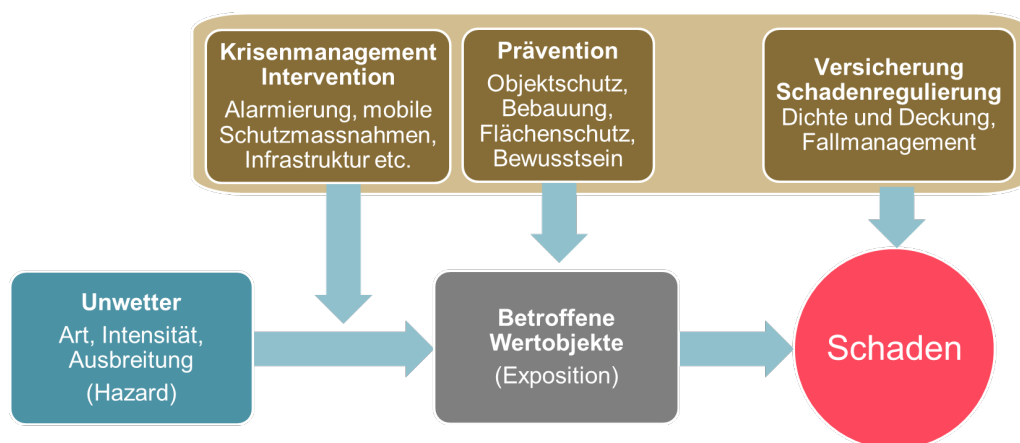 Krisenmanagement
Intervention
Alarmierung, mobile
Schutzmassnahmen,
Infrastruktur etc.
Prävention
Objektschutz,
Bebauung,
Flächenschutz,
Bewusstsein
Versicherung
Schadenregulierung
Dichte und Deckung,
Fallmanagement
Unwetter
Art, Intensität,
Ausbreitung
(Hazard)
Betroffene
Wertobjekte
(Exposition)
Schaden